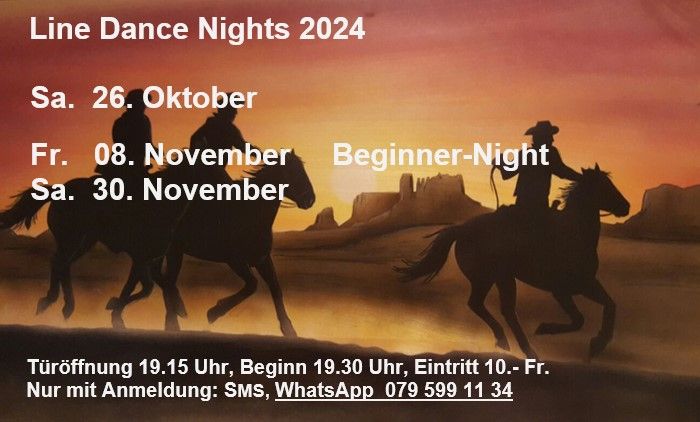 Line Dance Nights 2024
Sa. 26. Oktober
Fr. 08. November Beginner-Night
Sa. 30. November
Türöffnung 19.15 Uhr, Beginn 19.30 Uhr, Eintritt 10.- Fr.
Nur mit Anmeldung: SMS, WhatsApp 079 599 11 34